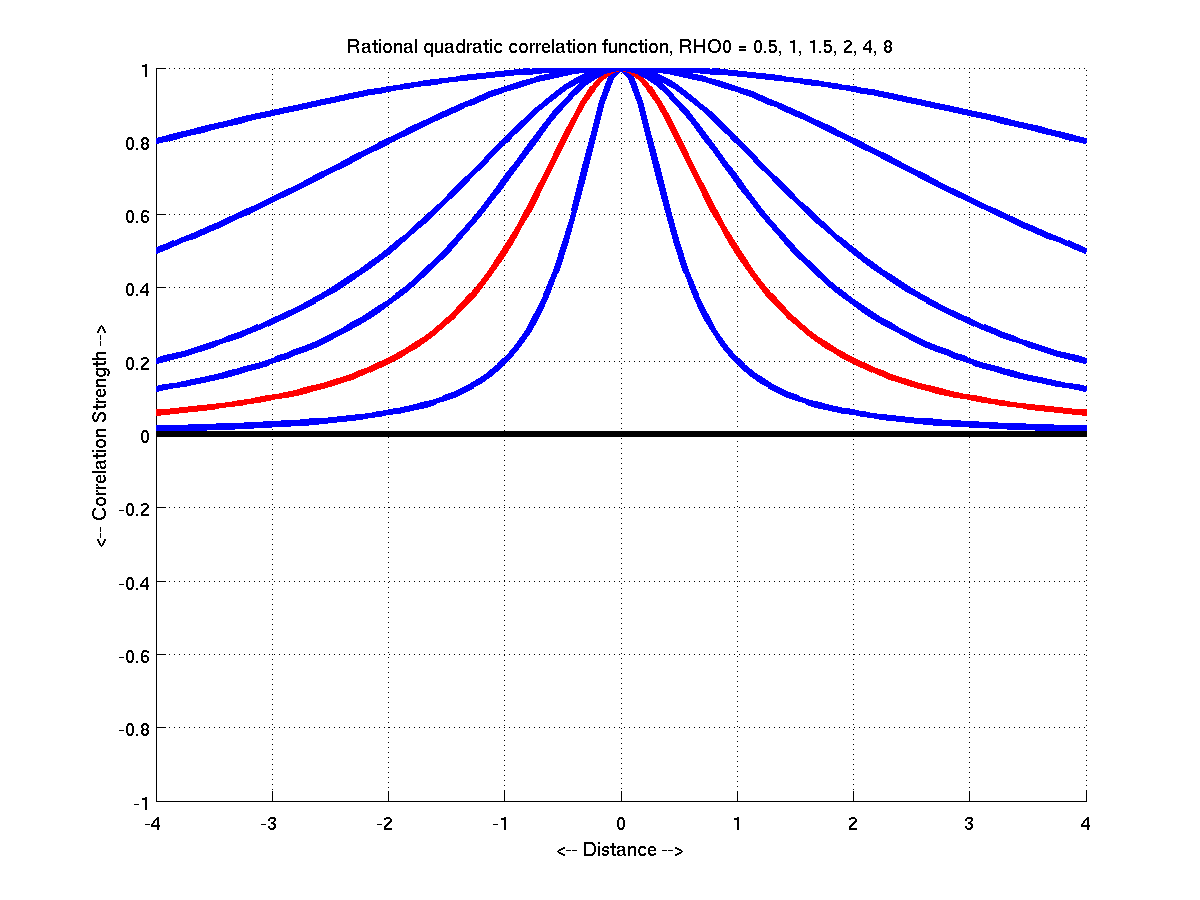 Rational quadratic correlation function, RHO0 = 0.5, 1, 1.5, 2, 4, 8
1
0.8
0.6
0.4
0.2
0
-0.2
-0.4
-0.6
-0.8
-1
<-- Correlation Strength -->
-4 -3 -2 -1 0 1 2 3 4
<-- Distance -->